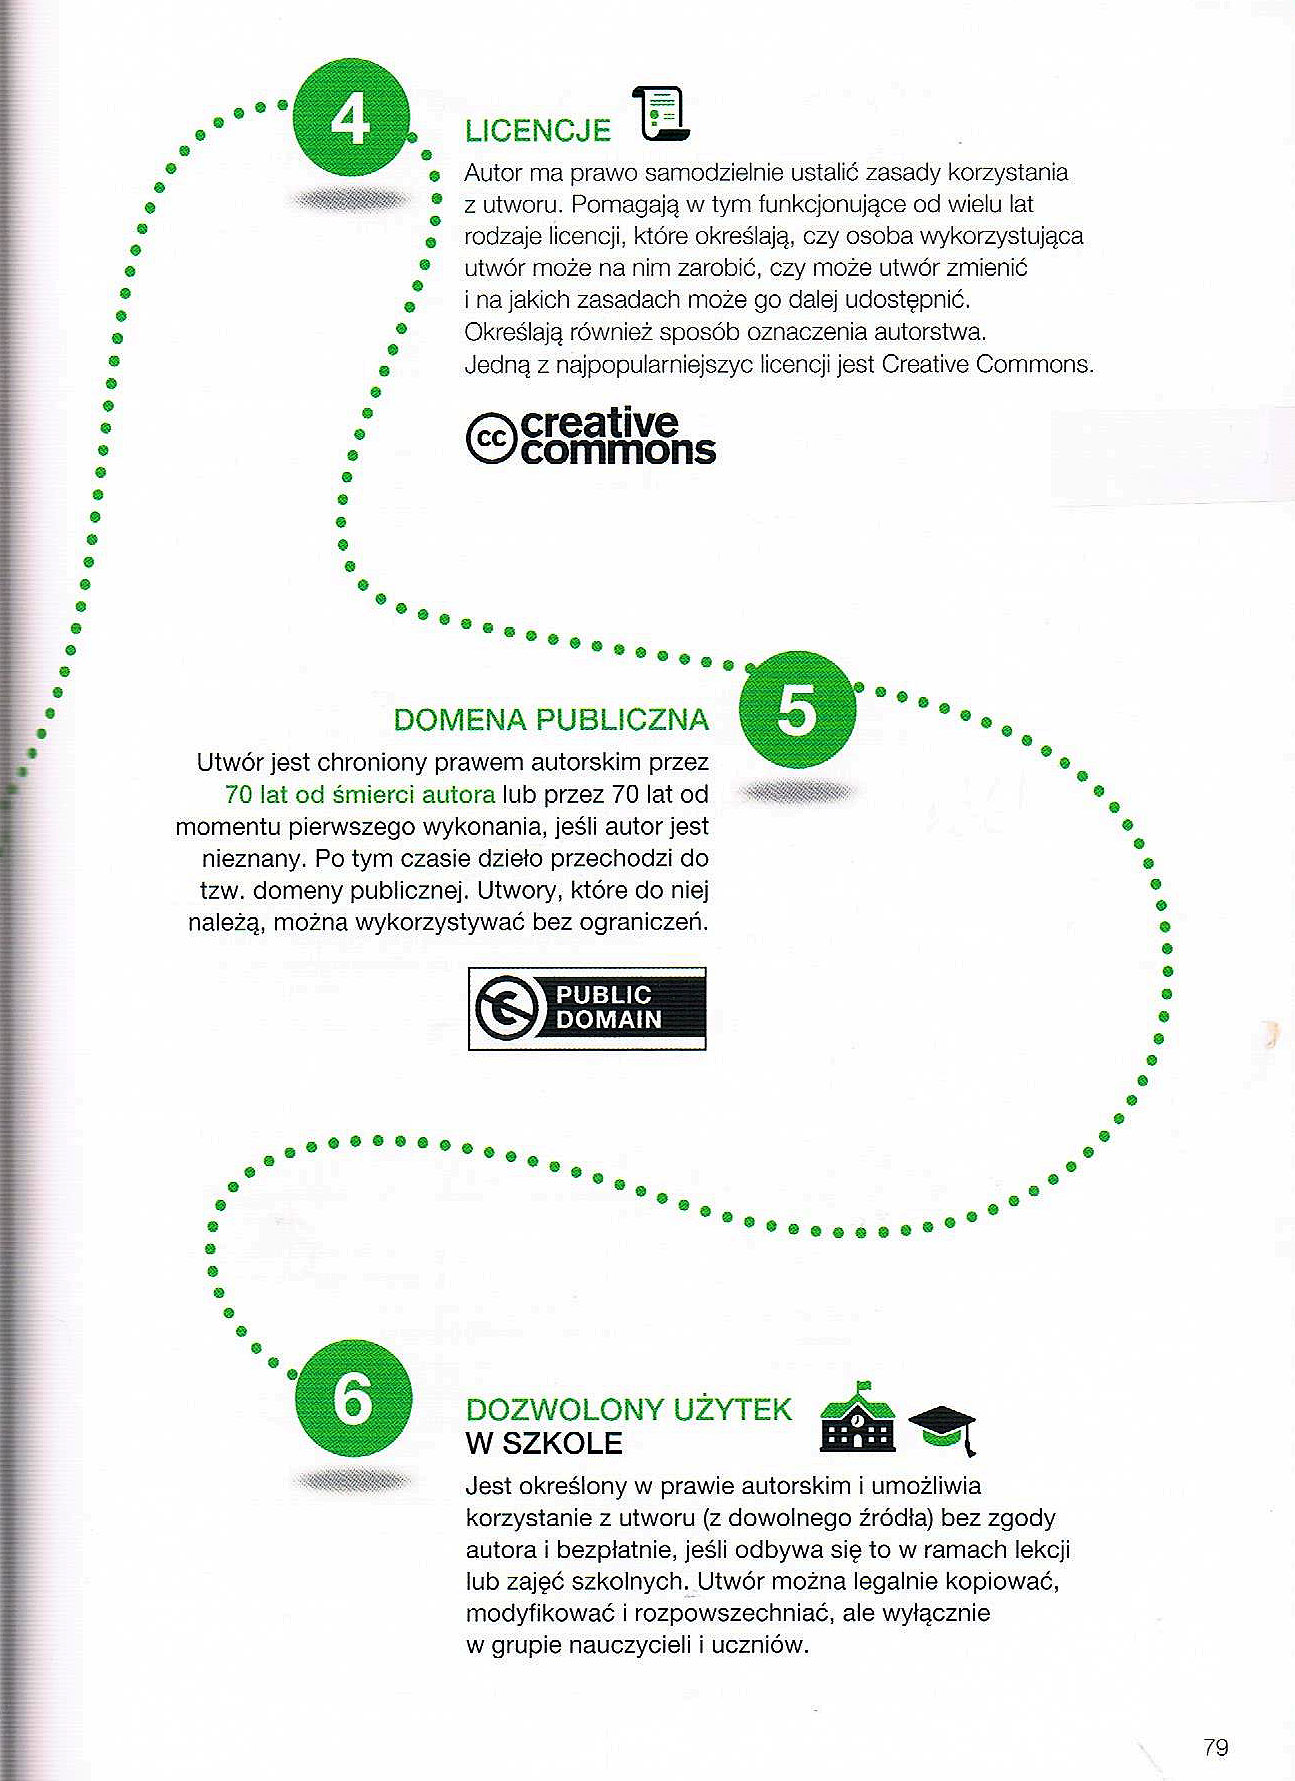 4
LICENCJE
Autor ma prawo samodzielnie ustalić zasady korzystania
z utworu. Pomagają w tym funkcjonujące od wielu lat
rodzaje licencji, które określają, czy osoba wykorzystująca
utwór może na nim zarobić, czy może utwór zmienić
i na jakich zasadach może go dalej udostępnić.
Określają również sposób oznaczenia autorstwa.
Jedną z najpopularniejszyc licencji jest Creative Commons.
cc creative
commons
5
DOMENA PUBLICZNA
Utwór jest chroniony prawem autorskim przez
70 lat od śmierci autora lub przez 70 lat od
momentu pierwszego wykonania, jeśli autor jest
nieznany. Po tym czasie dzieło przechodzi do
tzw. domeny publicznej. Utwory, które do niej
należą, można wykorzystywać bez ograniczeń.
PUBLIC
DOMAIN
6
DOZWOLONY UŻYTEK
W SZKOLE
Jest określony w prawie autorskim i umożliwia
korzystanie z utworu (z dowolnego źródła) bez zgody
autora i bezpłatnie, jeśli odbywa się to w ramach lekcji
lub zajęć szkolnych. Utwór można legalnie kopiować,
modyfikować i rozpowszechniać, ale wyłącznie
w grupie nauczycieli i uczniów.
79